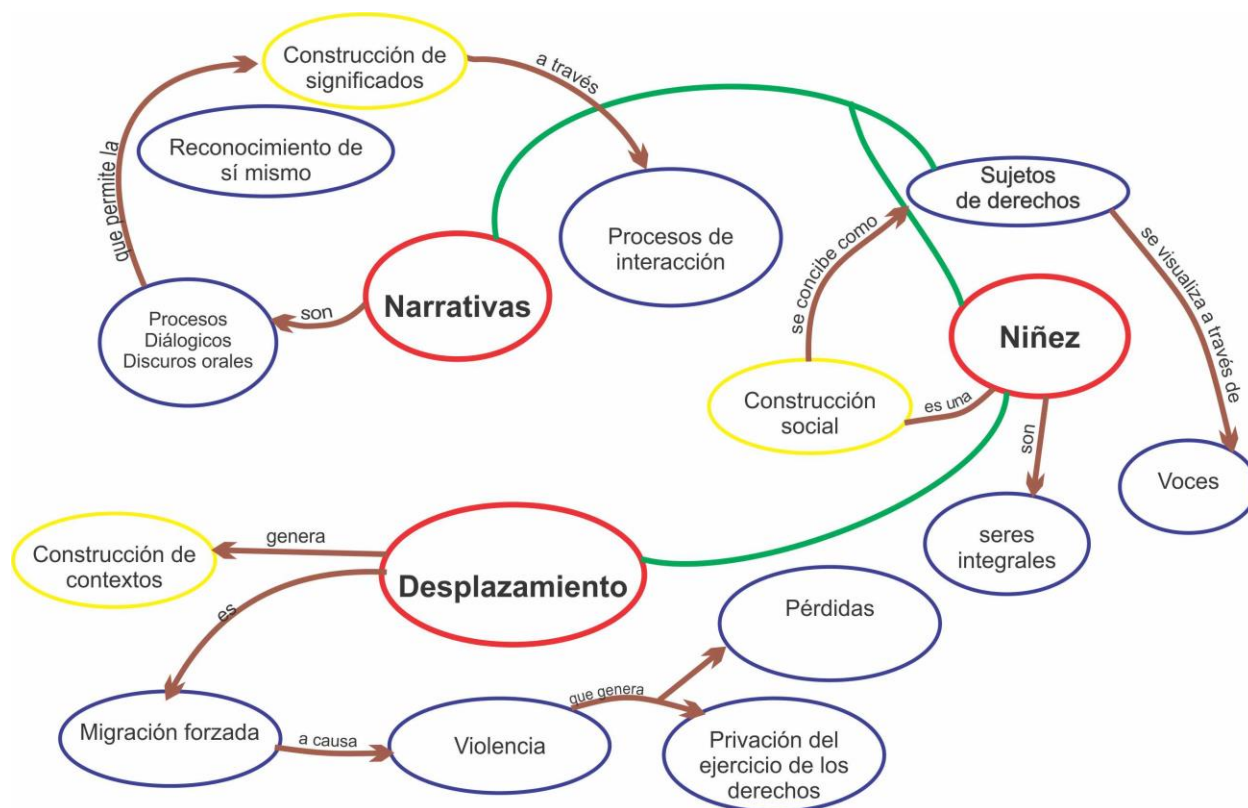 Construcción de
significados
a través
que permite la
Reconocimiento de
sí mismo
Procesos de
interacción
Sujetos
de derechos
se concibe como
se visualiza a través de
Narrativas
son
Procesos
Diálogicos
Discuros orales
Niñez
Construcción
social
es una
son
Voces
seres
integrales
Construcción de
contextos
genera
Desplazamiento
es
Pérdidas
Migración forzada
a causa
Violencia
que genera
Privación del
ejercicio de los
derechos